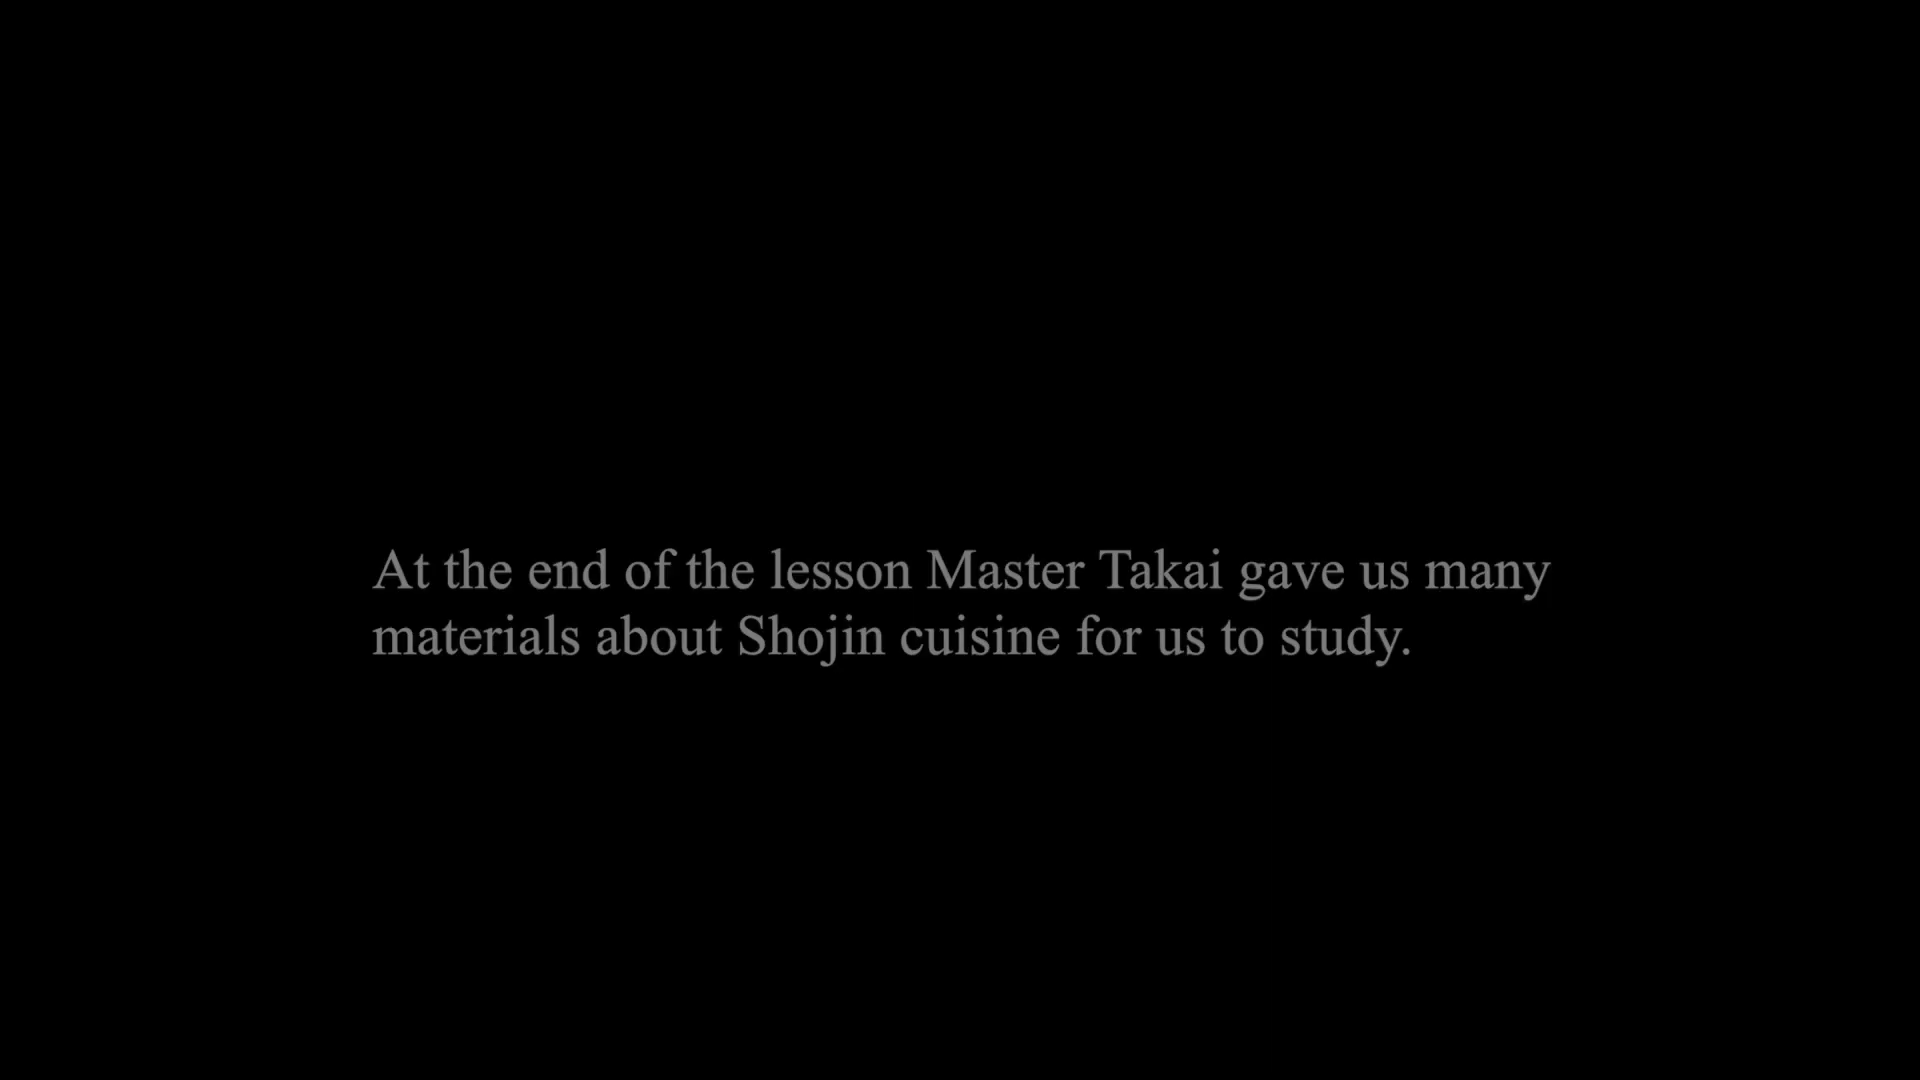 At the end of the lesson Master Takai gave us many
materials about Shojin cuisine for us to study.